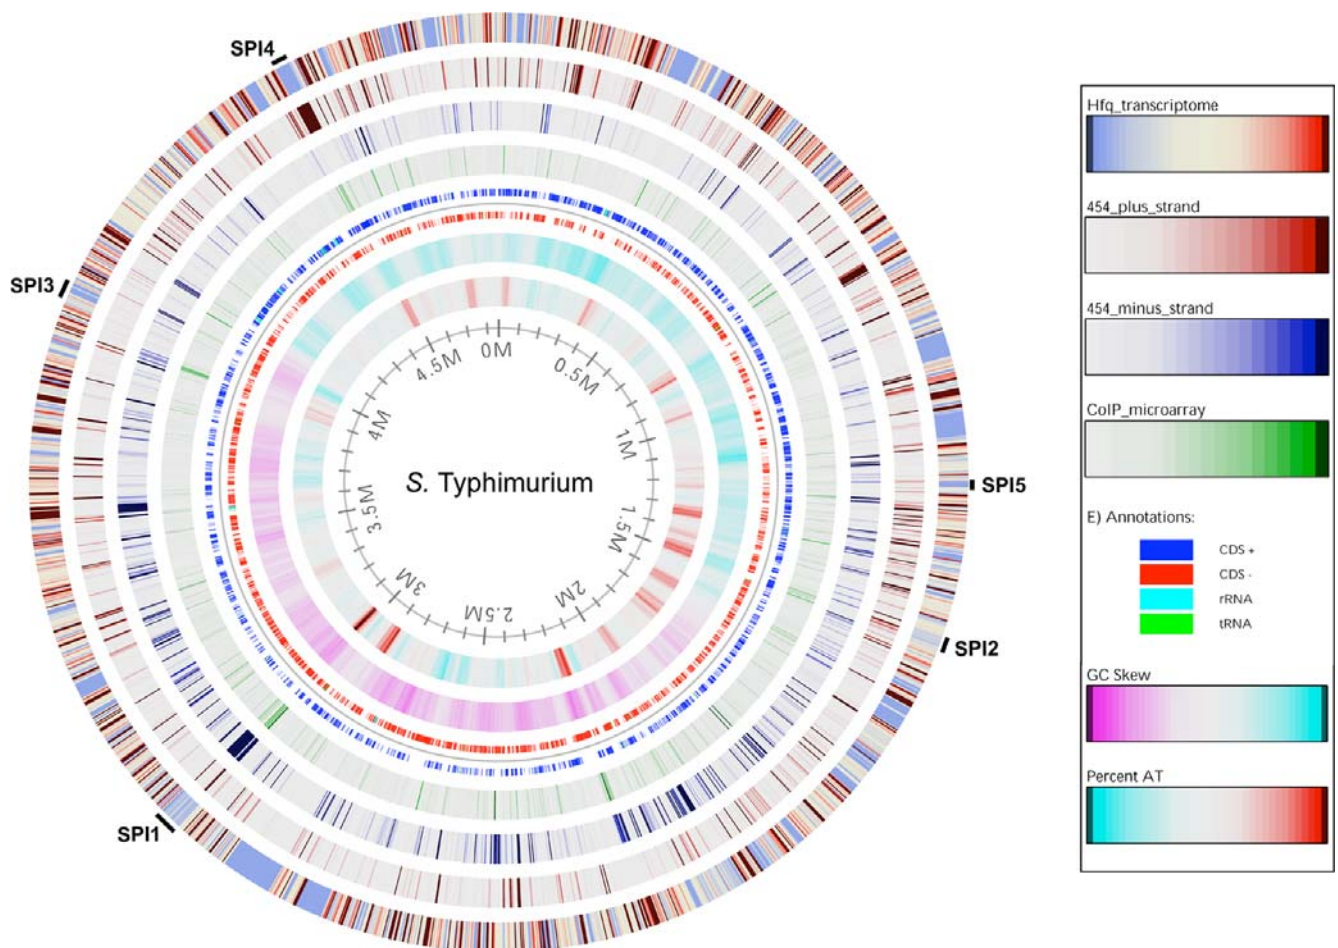 SPI4
SPI3
SPI5
SPI2
SPI1
0M
0.5M
1M
1.5M
2M
2.5M
3M
3.5M
4M
4.5M
S. Typhimurium
Hfq_transcriptome
454_plus_strand
454_minus_strand
CoIP_microarray
E) Annotations:
CDS +
CDS -
rRNA
tRNA
GC Skew
Percent AT